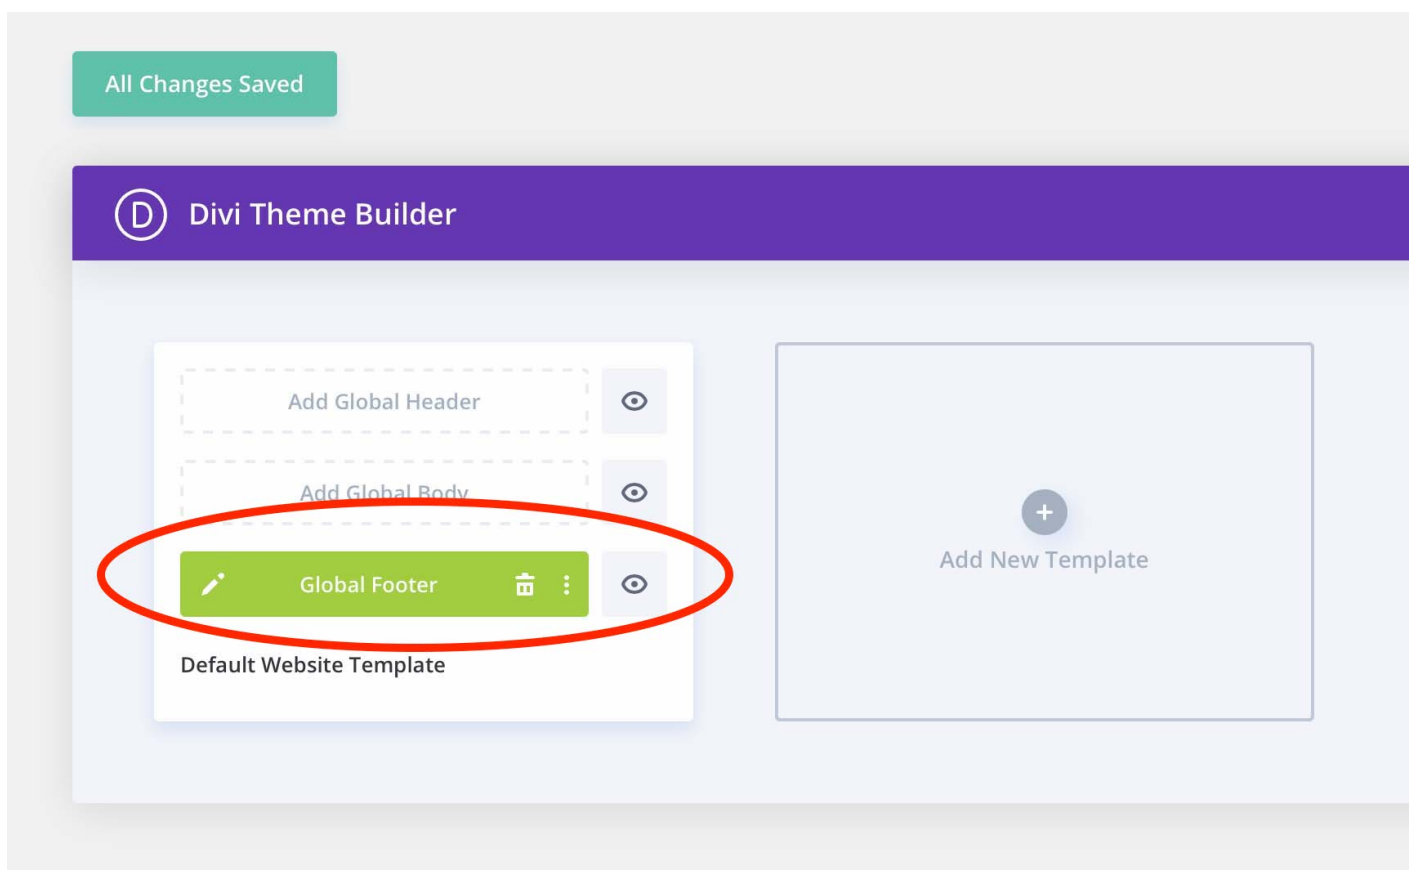 All Changes Saved
D Divi Theme Builder
Add Global Header
Add Global Body
Global Footer
Default Website Template
Add New Template